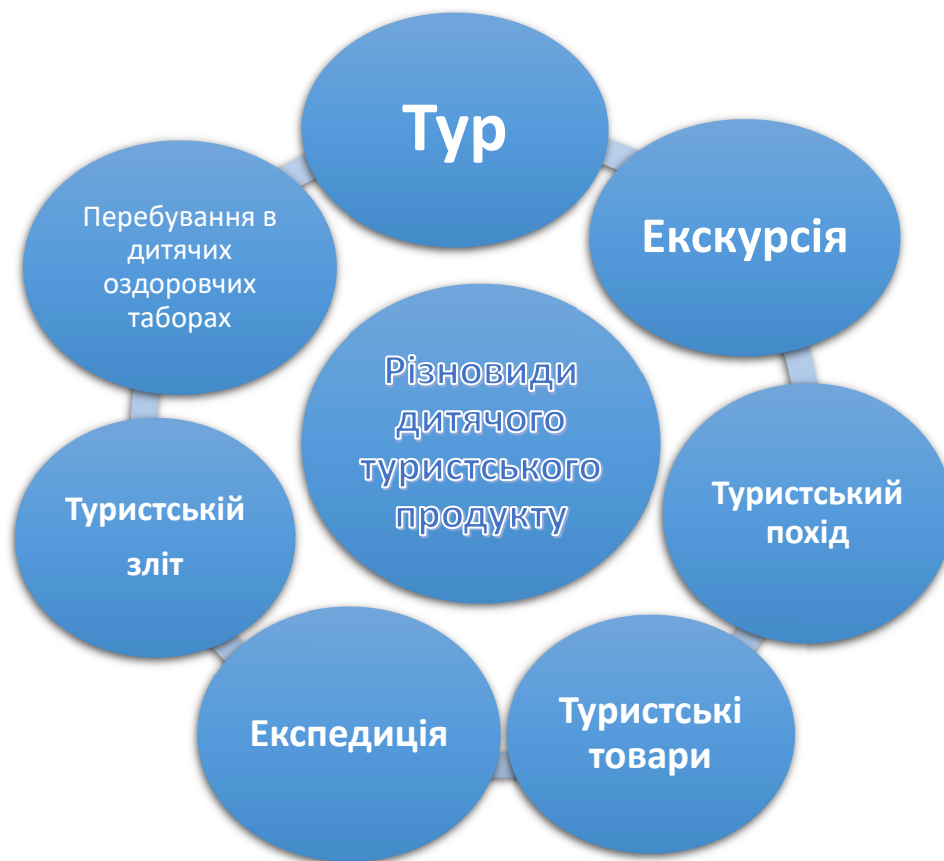 Тур
Екскурсія
Туристський
похід
Туристські
товари
Експедиція
Туристській
зліт
Перебування в
дитячих
оздоровчих
таборах
Різновиди
дитячого
туристського
продукту